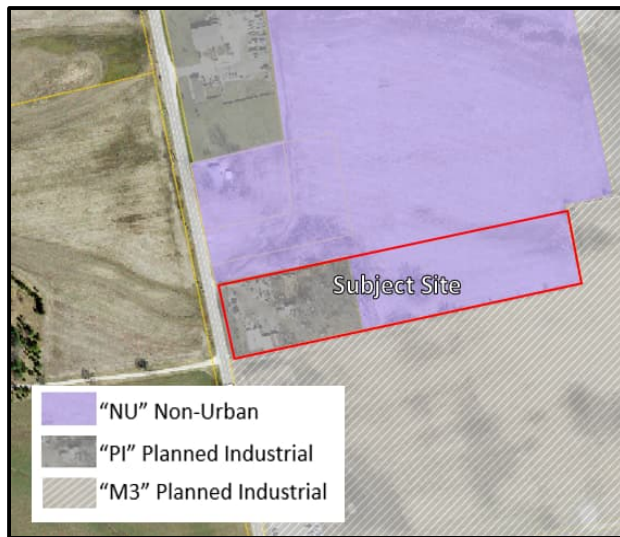 Subject Site
“NU” Non-Urban
“PI” Planned Industrial
“M3” Planned Industrial